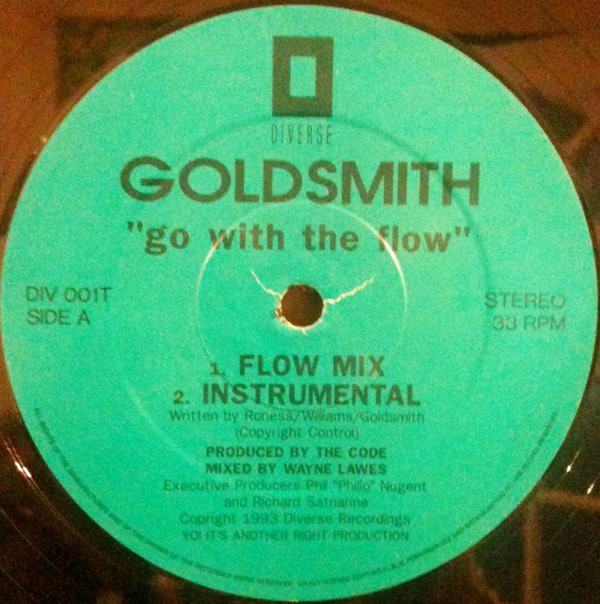 DIVERSE
GOLDSMITH
"go with the flow"
DIV 001T
SIDE A
STEREO
33 RPM
1. FLOW MIX
2. INSTRUMENTAL
Written by Roness/Williams/Goldsmith
(Copyright Control)
PRODUCED BY THE CODE
MIXED BY WAYNE LAWES
Executive Producers Phil "Philo" Nugent
and Richard Satnarine
Copright 1993 Diverse Recordings
YO! IT'S ANOTHER RIGHT PRODUCTION